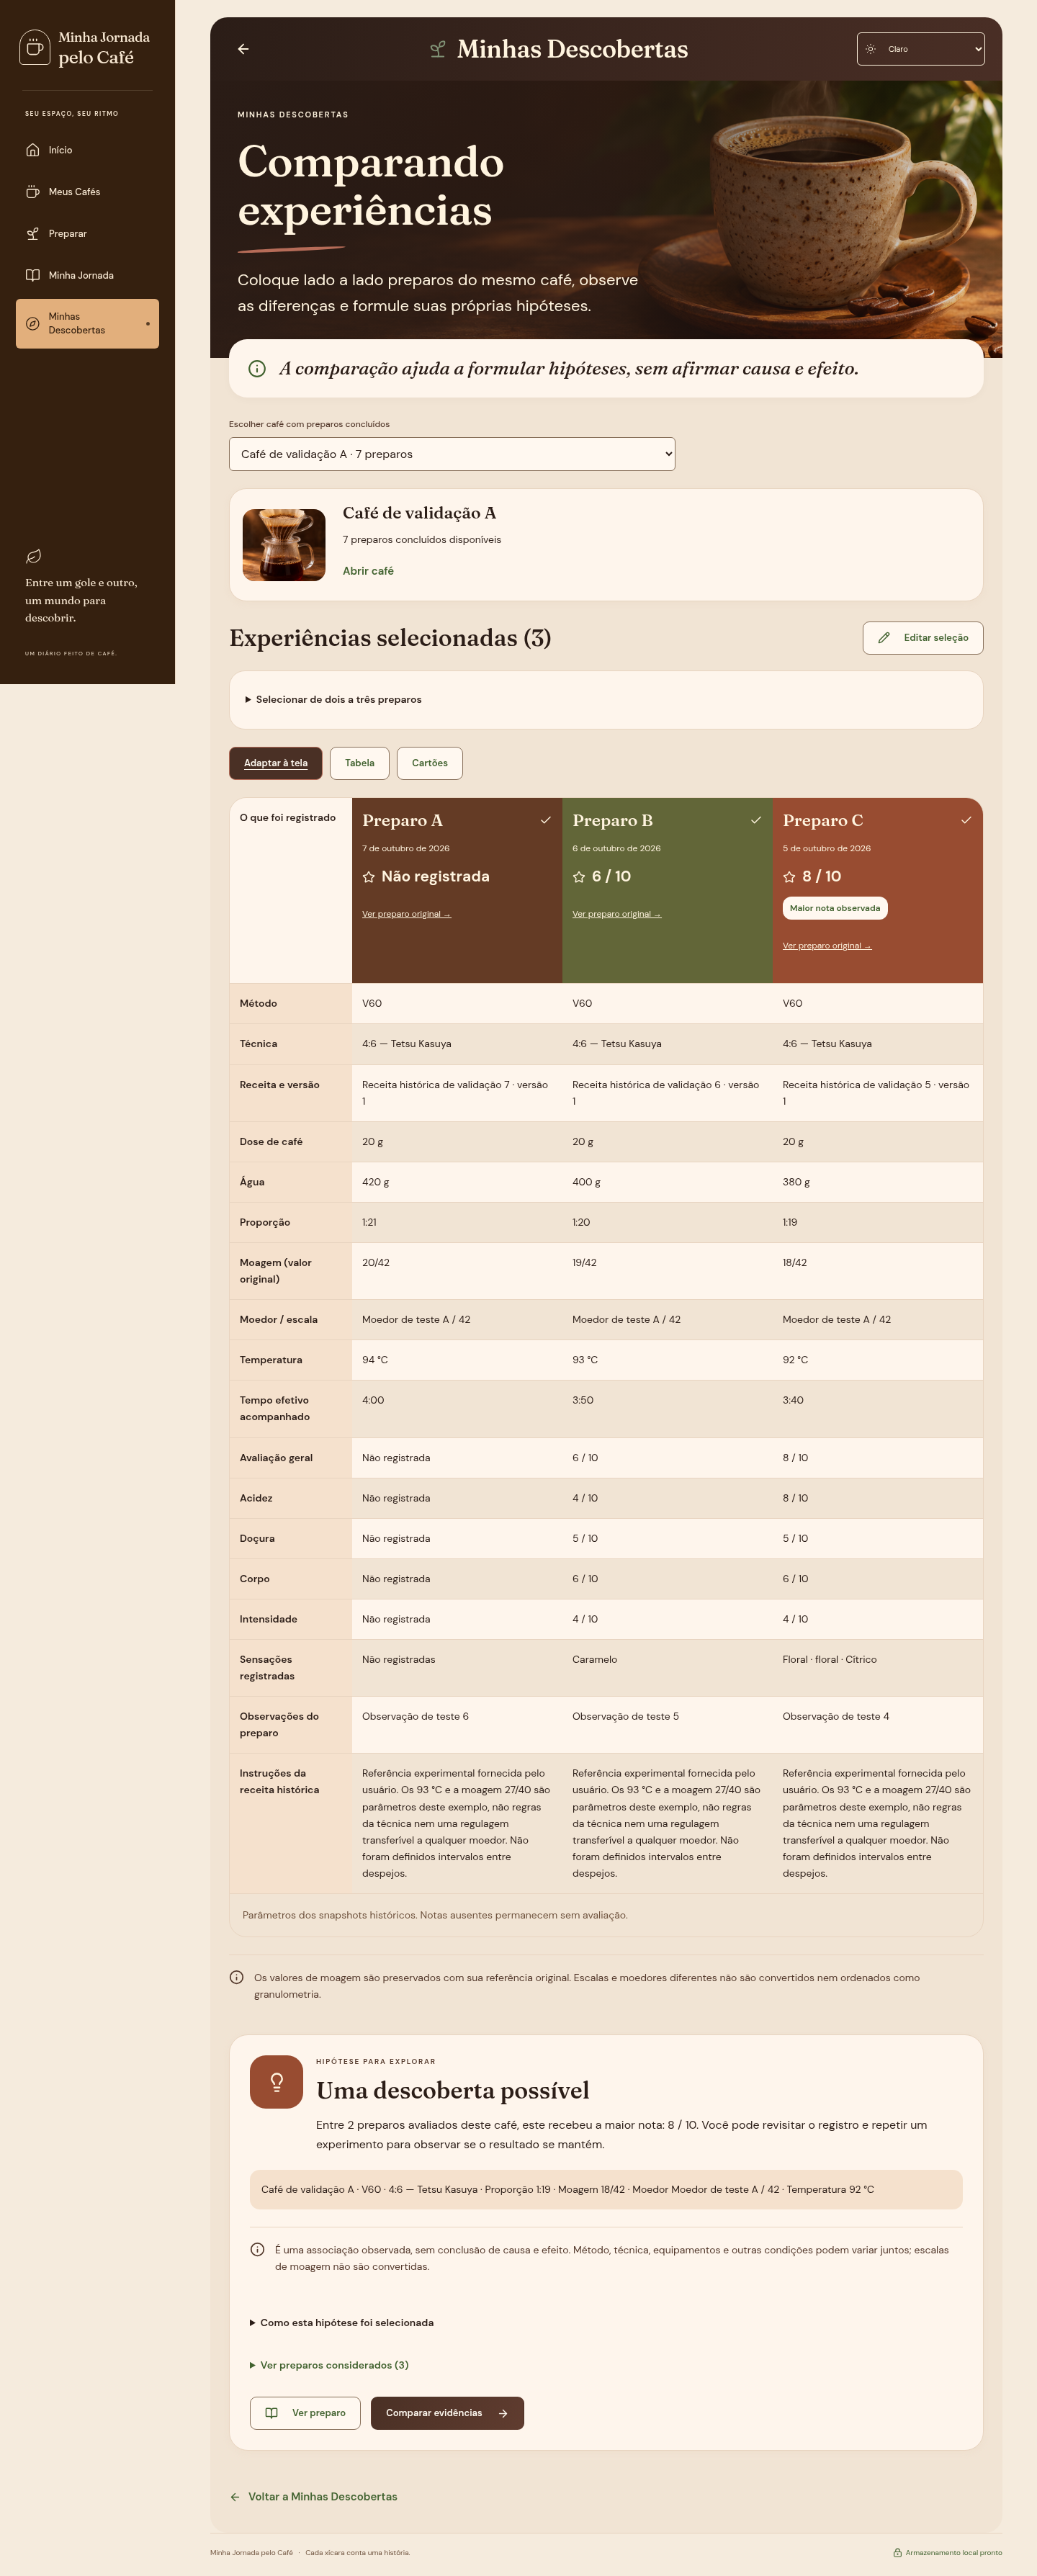 Minha Jornada
pelo Café
SEU ESPAÇO, SEU RITMO
Início
Meus Cafés
Preparar
Minha Jornada
Minhas
Descobertas
Entre um gole e outro,
um mundo para
descobrir.
UM DIÁRIO FEITO DE CAFÉ.
Minhas Descobertas
Claro
MINHAS DESCOBERTAS
Comparando
experiências
Coloque lado a lado preparos do mesmo café, observe
as diferenças e formule suas próprias hipóteses.
A comparação ajuda a formular hipóteses, sem afirmar causa e efeito.
Escolher café com preparos concluídos
Café de validação A · 7 preparos
Café de validação A
7 preparos concluídos disponíveis
Abrir café
Experiências selecionadas (3)
Editar seleção
Selecionar de dois a três preparos
Adaptar à tela
Tabela
Cartões
O que foi registrado
Preparo A
7 de outubro de 2026
Não registrada
Ver preparo original →
Preparo B
6 de outubro de 2026
6 / 10
Ver preparo original →
Preparo C
5 de outubro de 2026
8 / 10
Maior nota observada
Ver preparo original →
Método V60 V60 V60
Técnica 4:6 — Tetsu Kasuya 4:6 — Tetsu Kasuya 4:6 — Tetsu Kasuya
Receita e versão Receita histórica de validação 7 · versão Receita histórica de validação 6 · versão Receita histórica de validação 5 · versão
1 1 1
Dose de café 20 g 20 g 20 g
Água 420 g 400 g 380 g
Proporção 1:21 1:20 1:19
Moagem (valor 20/42 19/42 18/42
original)
Moedor / escala Moedor de teste A / 42 Moedor de teste A / 42 Moedor de teste A / 42
Temperatura 94 °C 93 °C 92 °C
Tempo efetivo 4:00 3:50 3:40
acompanhado
Avaliação geral Não registrada 6 / 10 8 / 10
Acidez Não registrada 4 / 10 8 / 10
Doçura Não registrada 5 / 10 5 / 10
Corpo Não registrada 6 / 10 6 / 10
Intensidade Não registrada 4 / 10 4 / 10
Sensações Não registradas Caramelo Floral · floral · Cítrico
registradas
Observações do Observação de teste 6 Observação de teste 5 Observação de teste 4
preparo
Instruções da Referência experimental fornecida pelo Referência experimental fornecida pelo Referência experimental fornecida pelo
receita histórica usuário. Os 93 °C e a moagem 27/40 são usuário. Os 93 °C e a moagem 27/40 são usuário. Os 93 °C e a moagem 27/40 são
parâmetros deste exemplo, não regras parâmetros deste exemplo, não regras parâmetros deste exemplo, não regras
da técnica nem uma regulagem da técnica nem uma regulagem da técnica nem uma regulagem
transferível a qualquer moedor. Não transferível a qualquer moedor. Não transferível a qualquer moedor. Não
foram definidos intervalos entre foram definidos intervalos entre foram definidos intervalos entre
despejos. despejos. despejos.
Parâmetros dos snapshots históricos. Notas ausentes permanecem sem avaliação.
Os valores de moagem são preservados com sua referência original. Escalas e moedores diferentes não são convertidos nem ordenados como
granulometria.
HIPÓTESE PARA EXPLORAR
Uma descoberta possível
Entre 2 preparos avaliados deste café, este recebeu a maior nota: 8 / 10. Você pode revisitar o registro e repetir um
experimento para observar se o resultado se mantém.
Café de validação A · V60 · 4:6 — Tetsu Kasuya · Proporção 1:19 · Moagem 18/42 · Moedor Moedor de teste A / 42 · Temperatura 92 °C
É uma associação observada, sem conclusão de causa e efeito. Método, técnica, equipamentos e outras condições podem variar juntos; escalas
de moagem não são convertidas.
Como esta hipótese foi selecionada
Ver preparos considerados (3)
Ver preparo
Comparar evidências
Voltar a Minhas Descobertas
Minha Jornada pelo Café · Cada xícara conta uma história.
Armazenamento local pronto